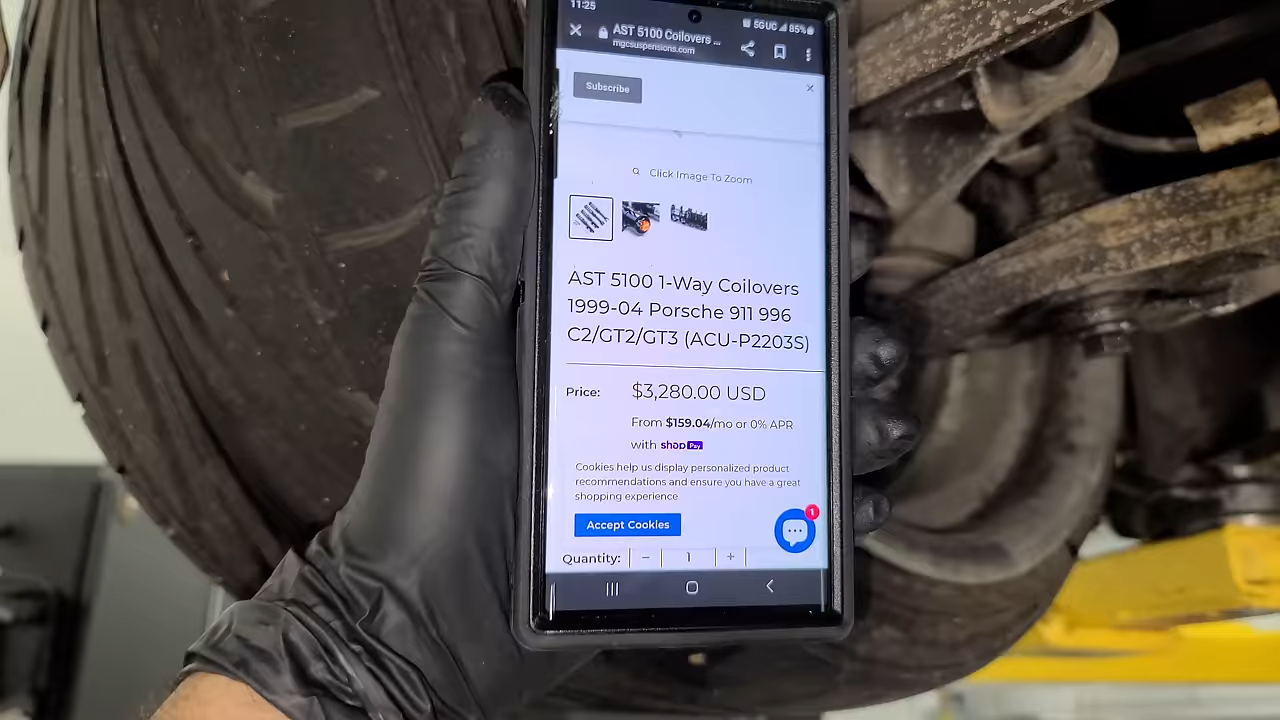 11:25
5G UC 85%
AST 5100 Coilovers ...
mgcsuspensions.com
Subscribe
Click Image To Zoom
AST 5100 1-Way Coilovers
1999-04 Porsche 911 996
C2/GT2/GT3 (ACU-P2203S)
Price: $3,280.00 USD
From $159.04/mo or 0% APR
with shop Pay
Cookies help us display personalized product
recommendations and ensure you have a great
shopping experience
Accept Cookies
1
Quantity: − 1 +